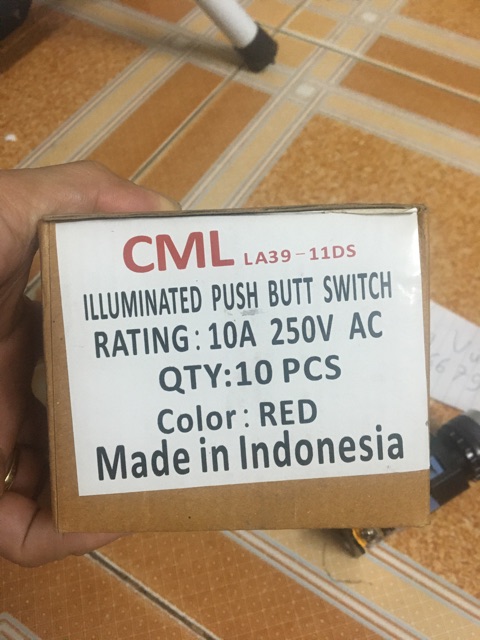 CML LA39-11DS
ILLUMINATED PUSH BUTT SWITCH
RATING: 10A 250V AC
QTY:10 PCS
Color: RED
Made in Indonesia